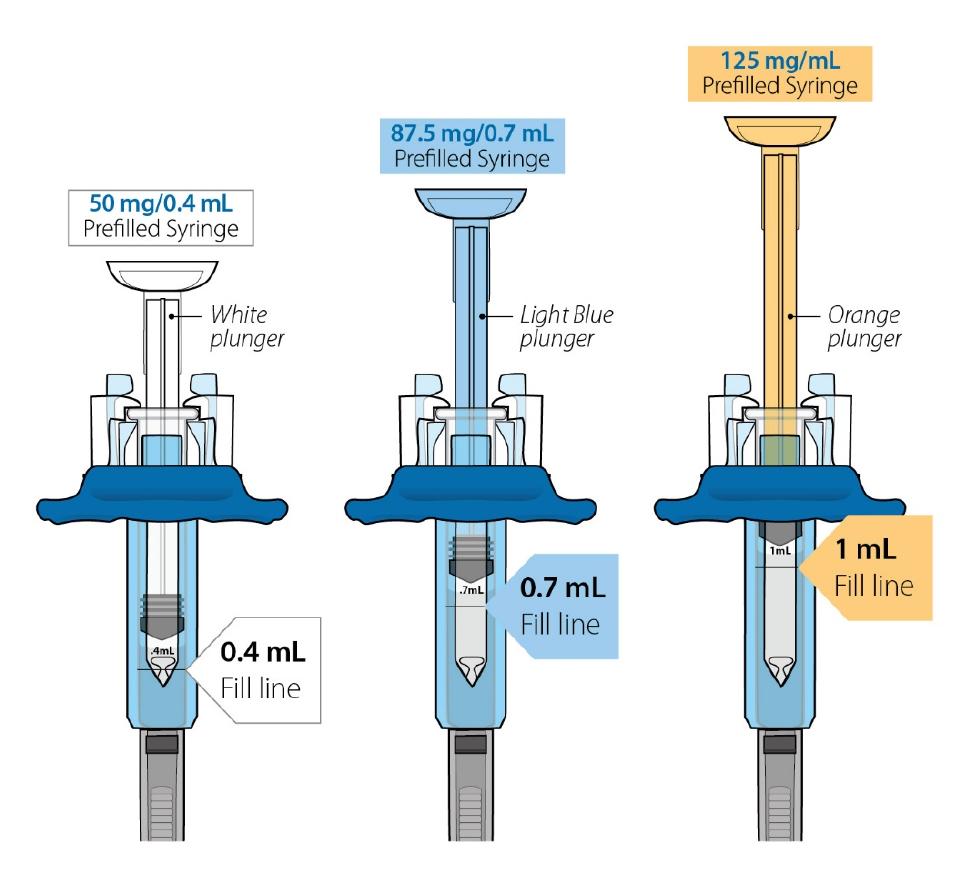 125 mg/mL
Prefilled Syringe
87.5 mg/0.7 mL
Prefilled Syringe
50 mg/0.4 mL
Prefilled Syringe
White
plunger
Light Blue
plunger
Orange
plunger
.4mL
0.4 mL
Fill line
.7mL
0.7 mL
Fill line
1mL
1 mL
Fill line